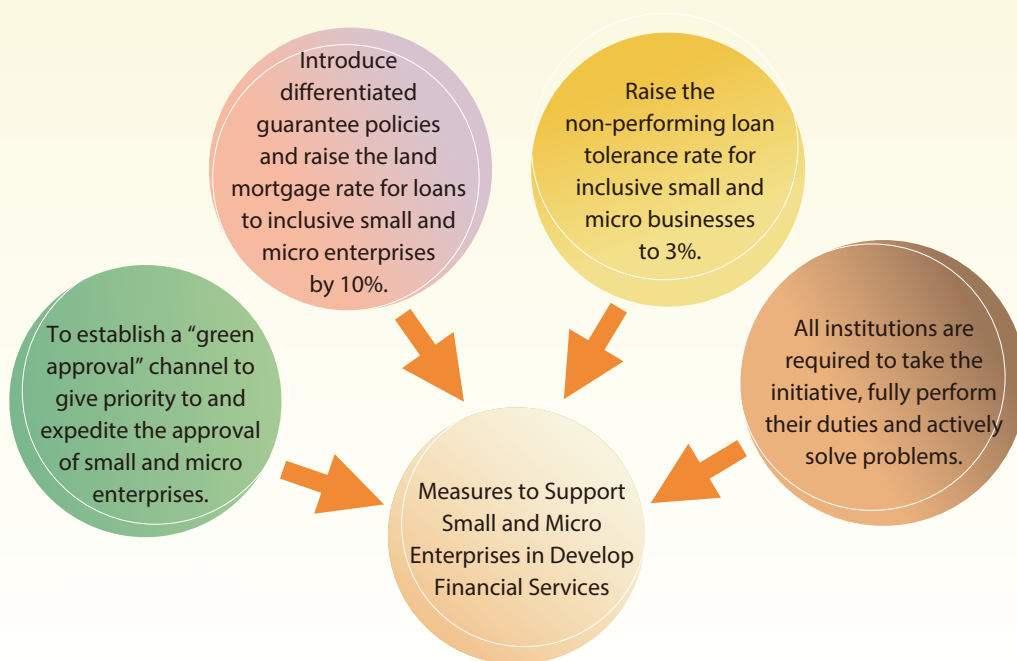 Introduce
differentiated
guarantee policies
and raise the land
mortgage rate for loans
to inclusive small and
micro enterprises
by 10%.
Raise the
non-performing loan
tolerance rate for
inclusive small and
micro businesses
to 3%.
To establish a “green
approval” channel to
give priority to and
expedite the approval
of small and micro
enterprises.
All institutions are
required to take the
initiative, fully perform
their duties and actively
solve problems.
Measures to Support
Small and Micro
Enterprises in Develop
Financial Services